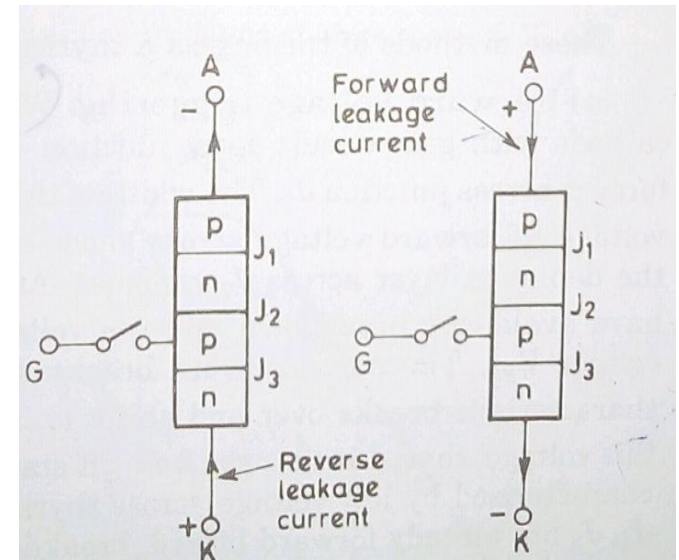 A
−
p
J1
n
J2
p
J3
n
G
Reverse
leakage
current
+
K
A
Forward
leakage
current
+
p
J1
n
J2
p
J3
n
G
−
K